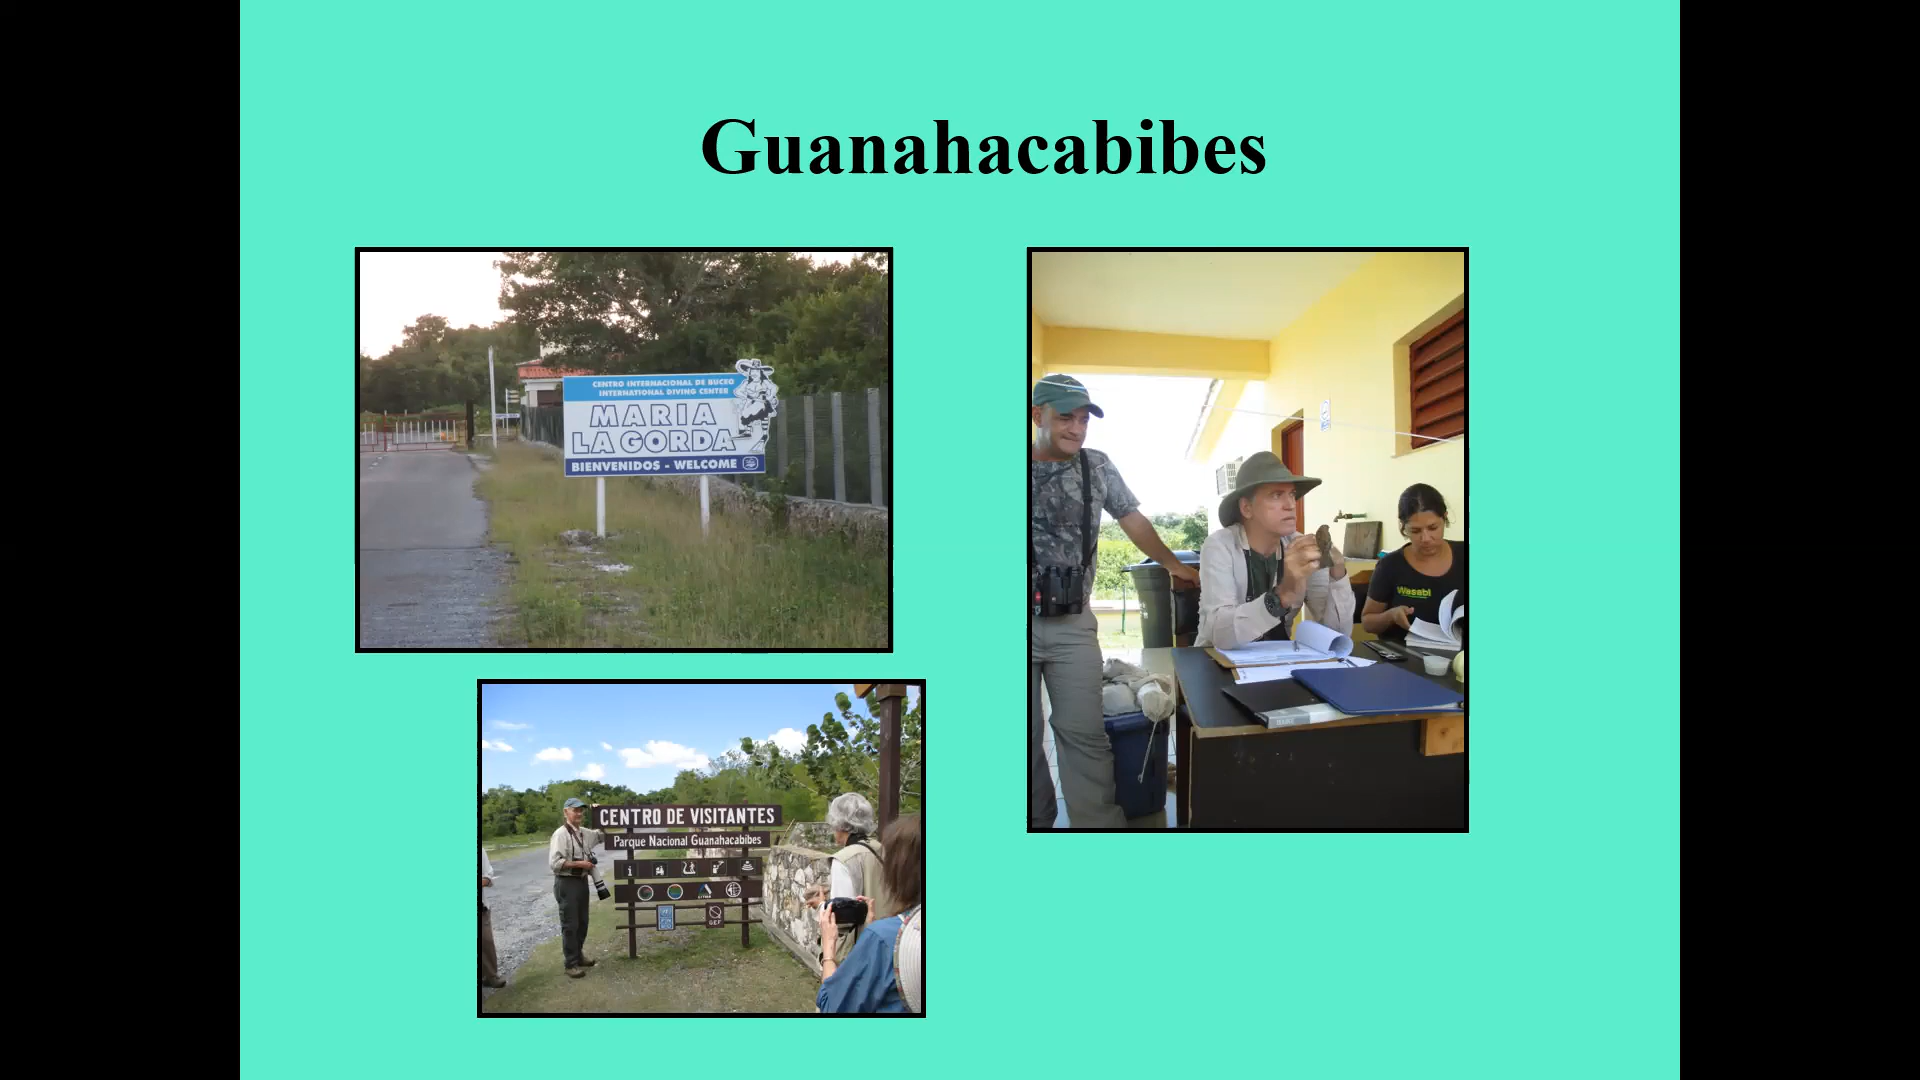 Guanahacabibes
CENTRO INTERNACIONAL DE BUCEO
INTERNATIONAL DIVING CENTER
MARIA
LA GORDA
BIENVENIDOS - WELCOME
Wasabi
CENTRO DE VISITANTES
Parque Nacional Guanahacabibes
i
GEF